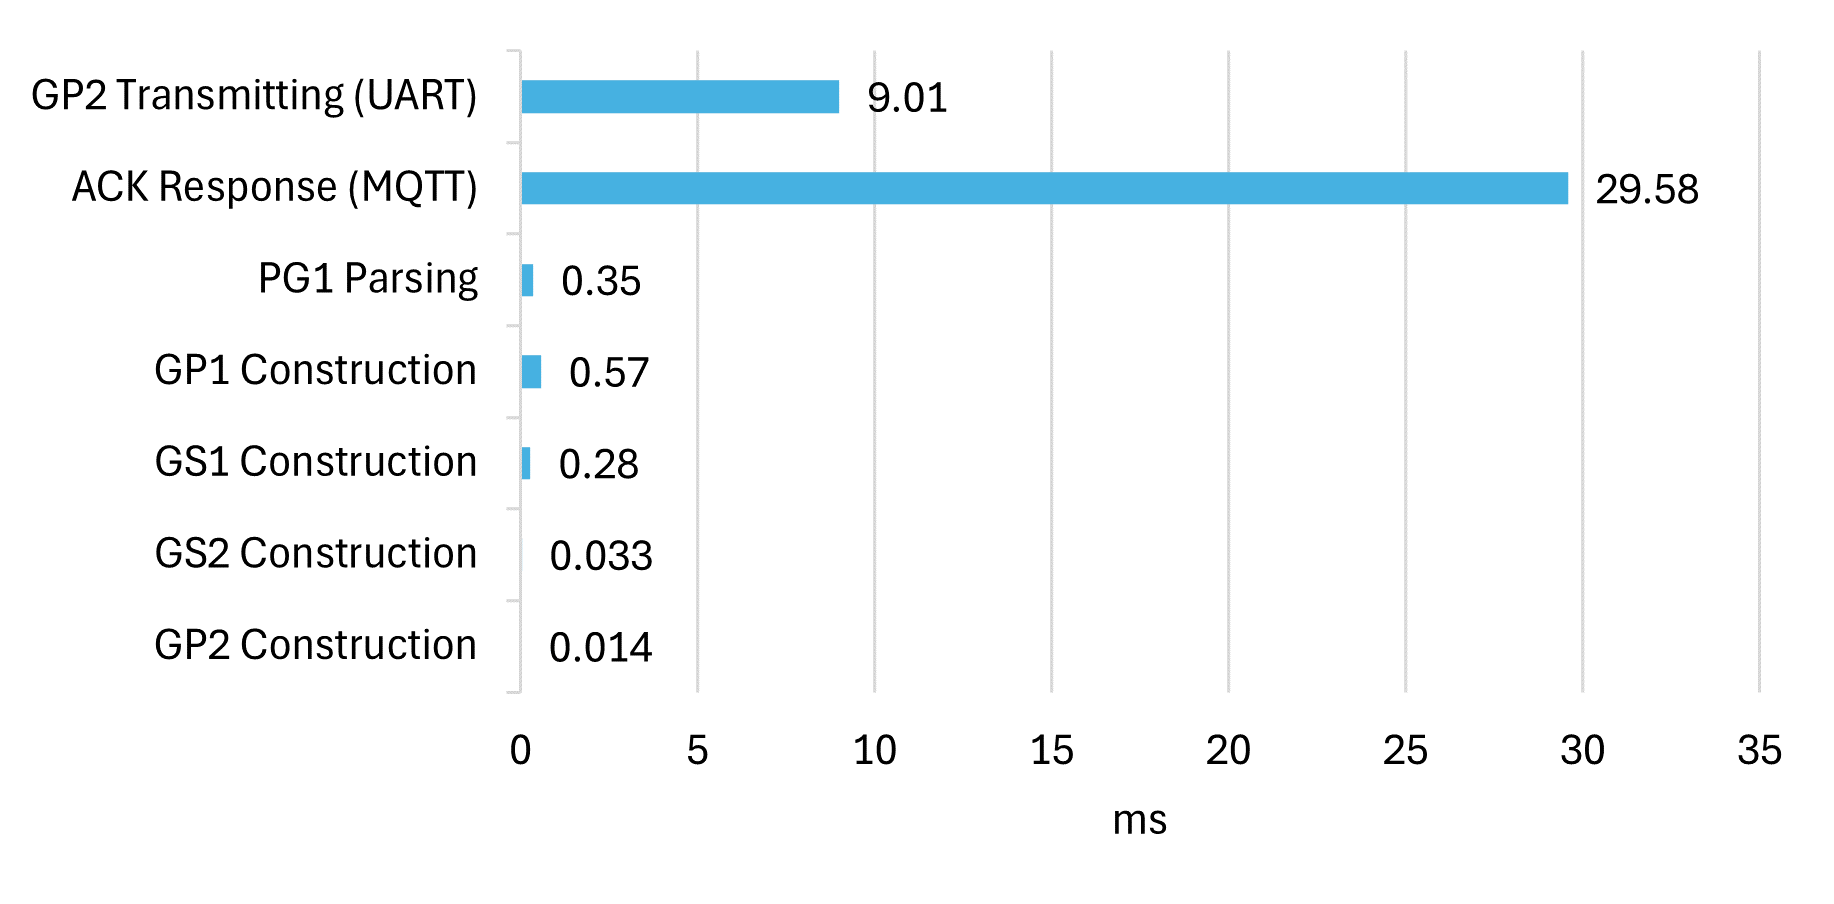 GP2 Transmitting (UART) 9.01
ACK Response (MQTT) 29.58
PG1 Parsing 0.35
GP1 Construction 0.57
GS1 Construction 0.28
GS2 Construction 0.033
GP2 Construction 0.014
0 5 10 15 20 25 30 35
ms